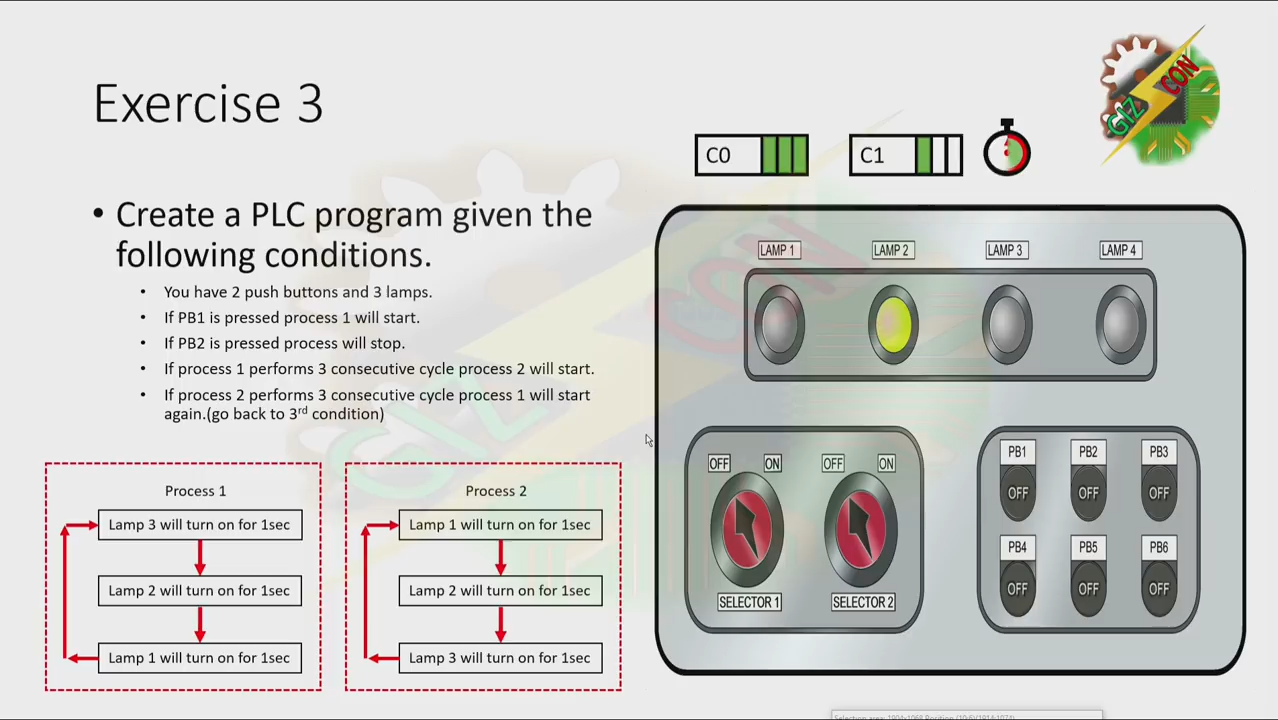 Exercise 3
GIZ CON
C0
C1
• Create a PLC program given the
following conditions.
• You have 2 push buttons and 3 lamps.
• If PB1 is pressed process 1 will start.
• If PB2 is pressed process will stop.
• If process 1 performs 3 consecutive cycle process 2 will start.
• If process 2 performs 3 consecutive cycle process 1 will start
again.(go back to 3rd condition)
Process 1
Lamp 3 will turn on for 1sec
Lamp 2 will turn on for 1sec
Lamp 1 will turn on for 1sec
Process 2
Lamp 1 will turn on for 1sec
Lamp 2 will turn on for 1sec
Lamp 3 will turn on for 1sec
LAMP 1 LAMP 2 LAMP 3 LAMP 4
OFF ON OFF ON
SELECTOR 1 SELECTOR 2
PB1 PB2 PB3
OFF OFF OFF
PB4 PB5 PB6
OFF OFF OFF